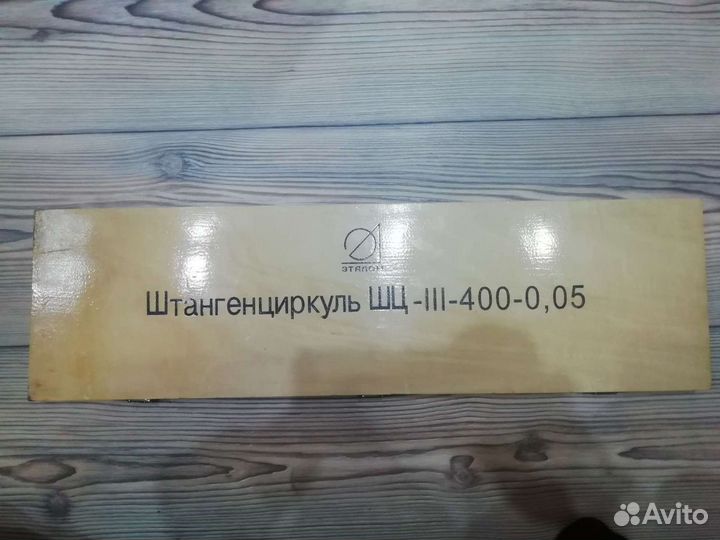 ЭТАЛОН
Штангенциркуль ШЦ-III-400-0,05
Avito